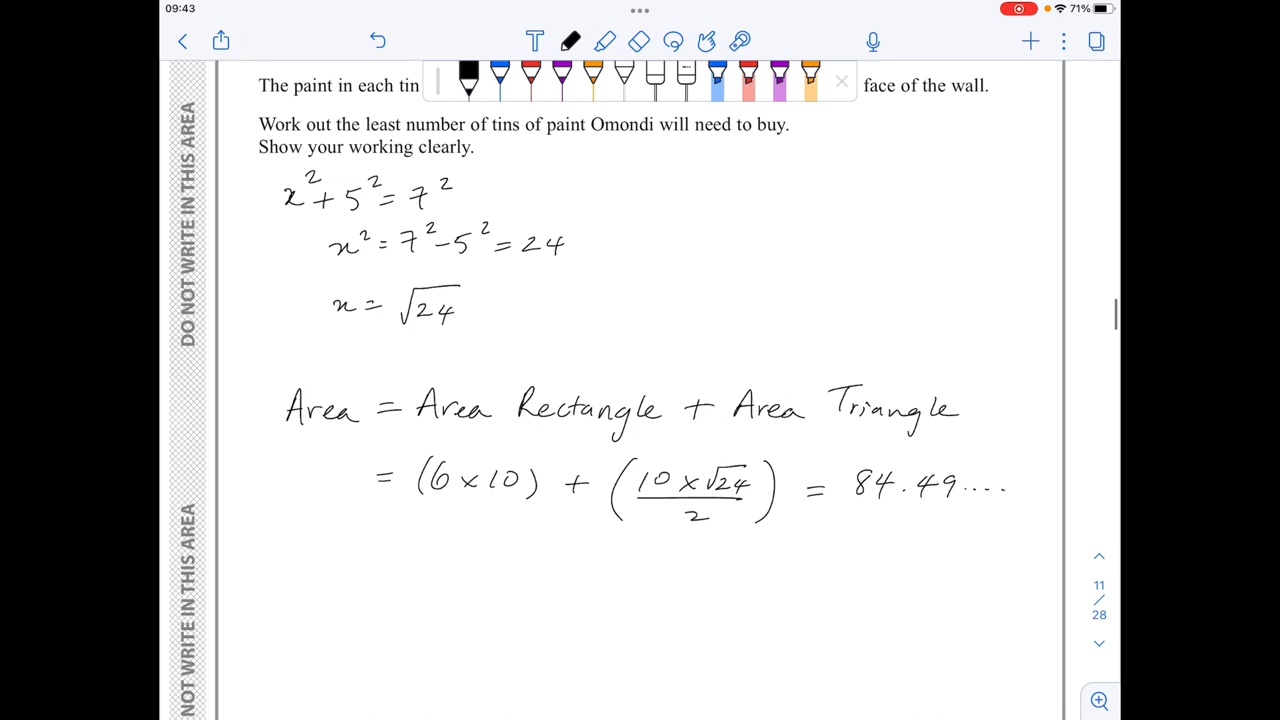 09:43
71%
The paint in each tin
face of the wall.
Work out the least number of tins of paint Omondi will need to buy.
Show your working clearly.
x² + 5² = 7²
x² = 7² - 5² = 24
x = √24
Area = Area Rectangle + Area Triangle
= (6 × 10) + (10 × √24 / 2) = 84.49....
DO NOT WRITE IN THIS AREA
NOT WRITE IN THIS AREA
11
/
28